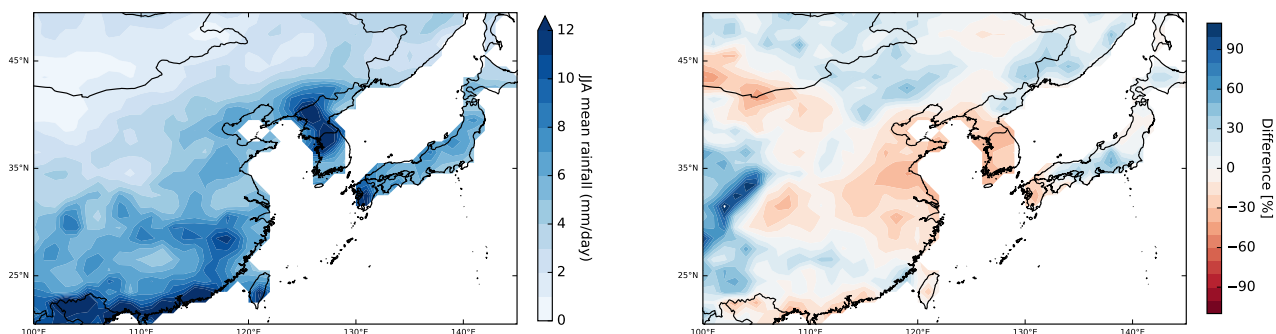 45°N
35°N
25°N
100°E 110°E 120°E 130°E 140°E
12
10
8
6
4
2
0
JJA mean rainfall (mm/day)
45°N
35°N
25°N
100°E 110°E 120°E 130°E 140°E
90
60
30
0
−30
−60
−90
Difference [%]